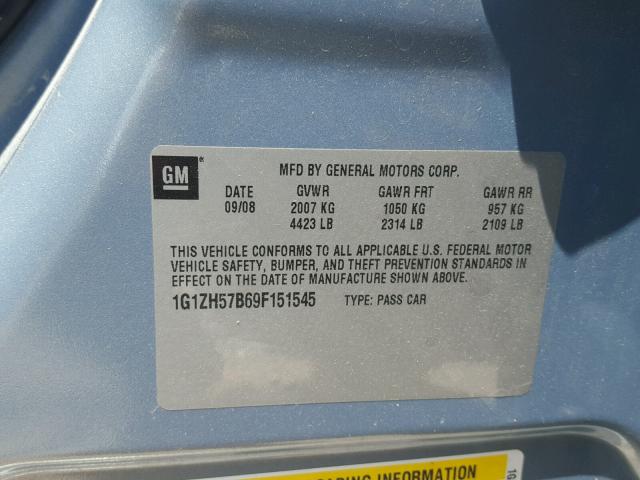 GM ®
MFD BY GENERAL MOTORS CORP.
DATE GVWR GAWR FRT GAWR RR
09/08 2007 KG 1050 KG 957 KG
4423 LB 2314 LB 2109 LB
THIS VEHICLE CONFORMS TO ALL APPLICABLE U.S. FEDERAL MOTOR
VEHICLE SAFETY, BUMPER, AND THEFT PREVENTION STANDARDS IN
EFFECT ON THE DATE OF MANUFACTURE SHOWN ABOVE.
1G1ZH57B69F151545 TYPE: PASS CAR
INFORMATION